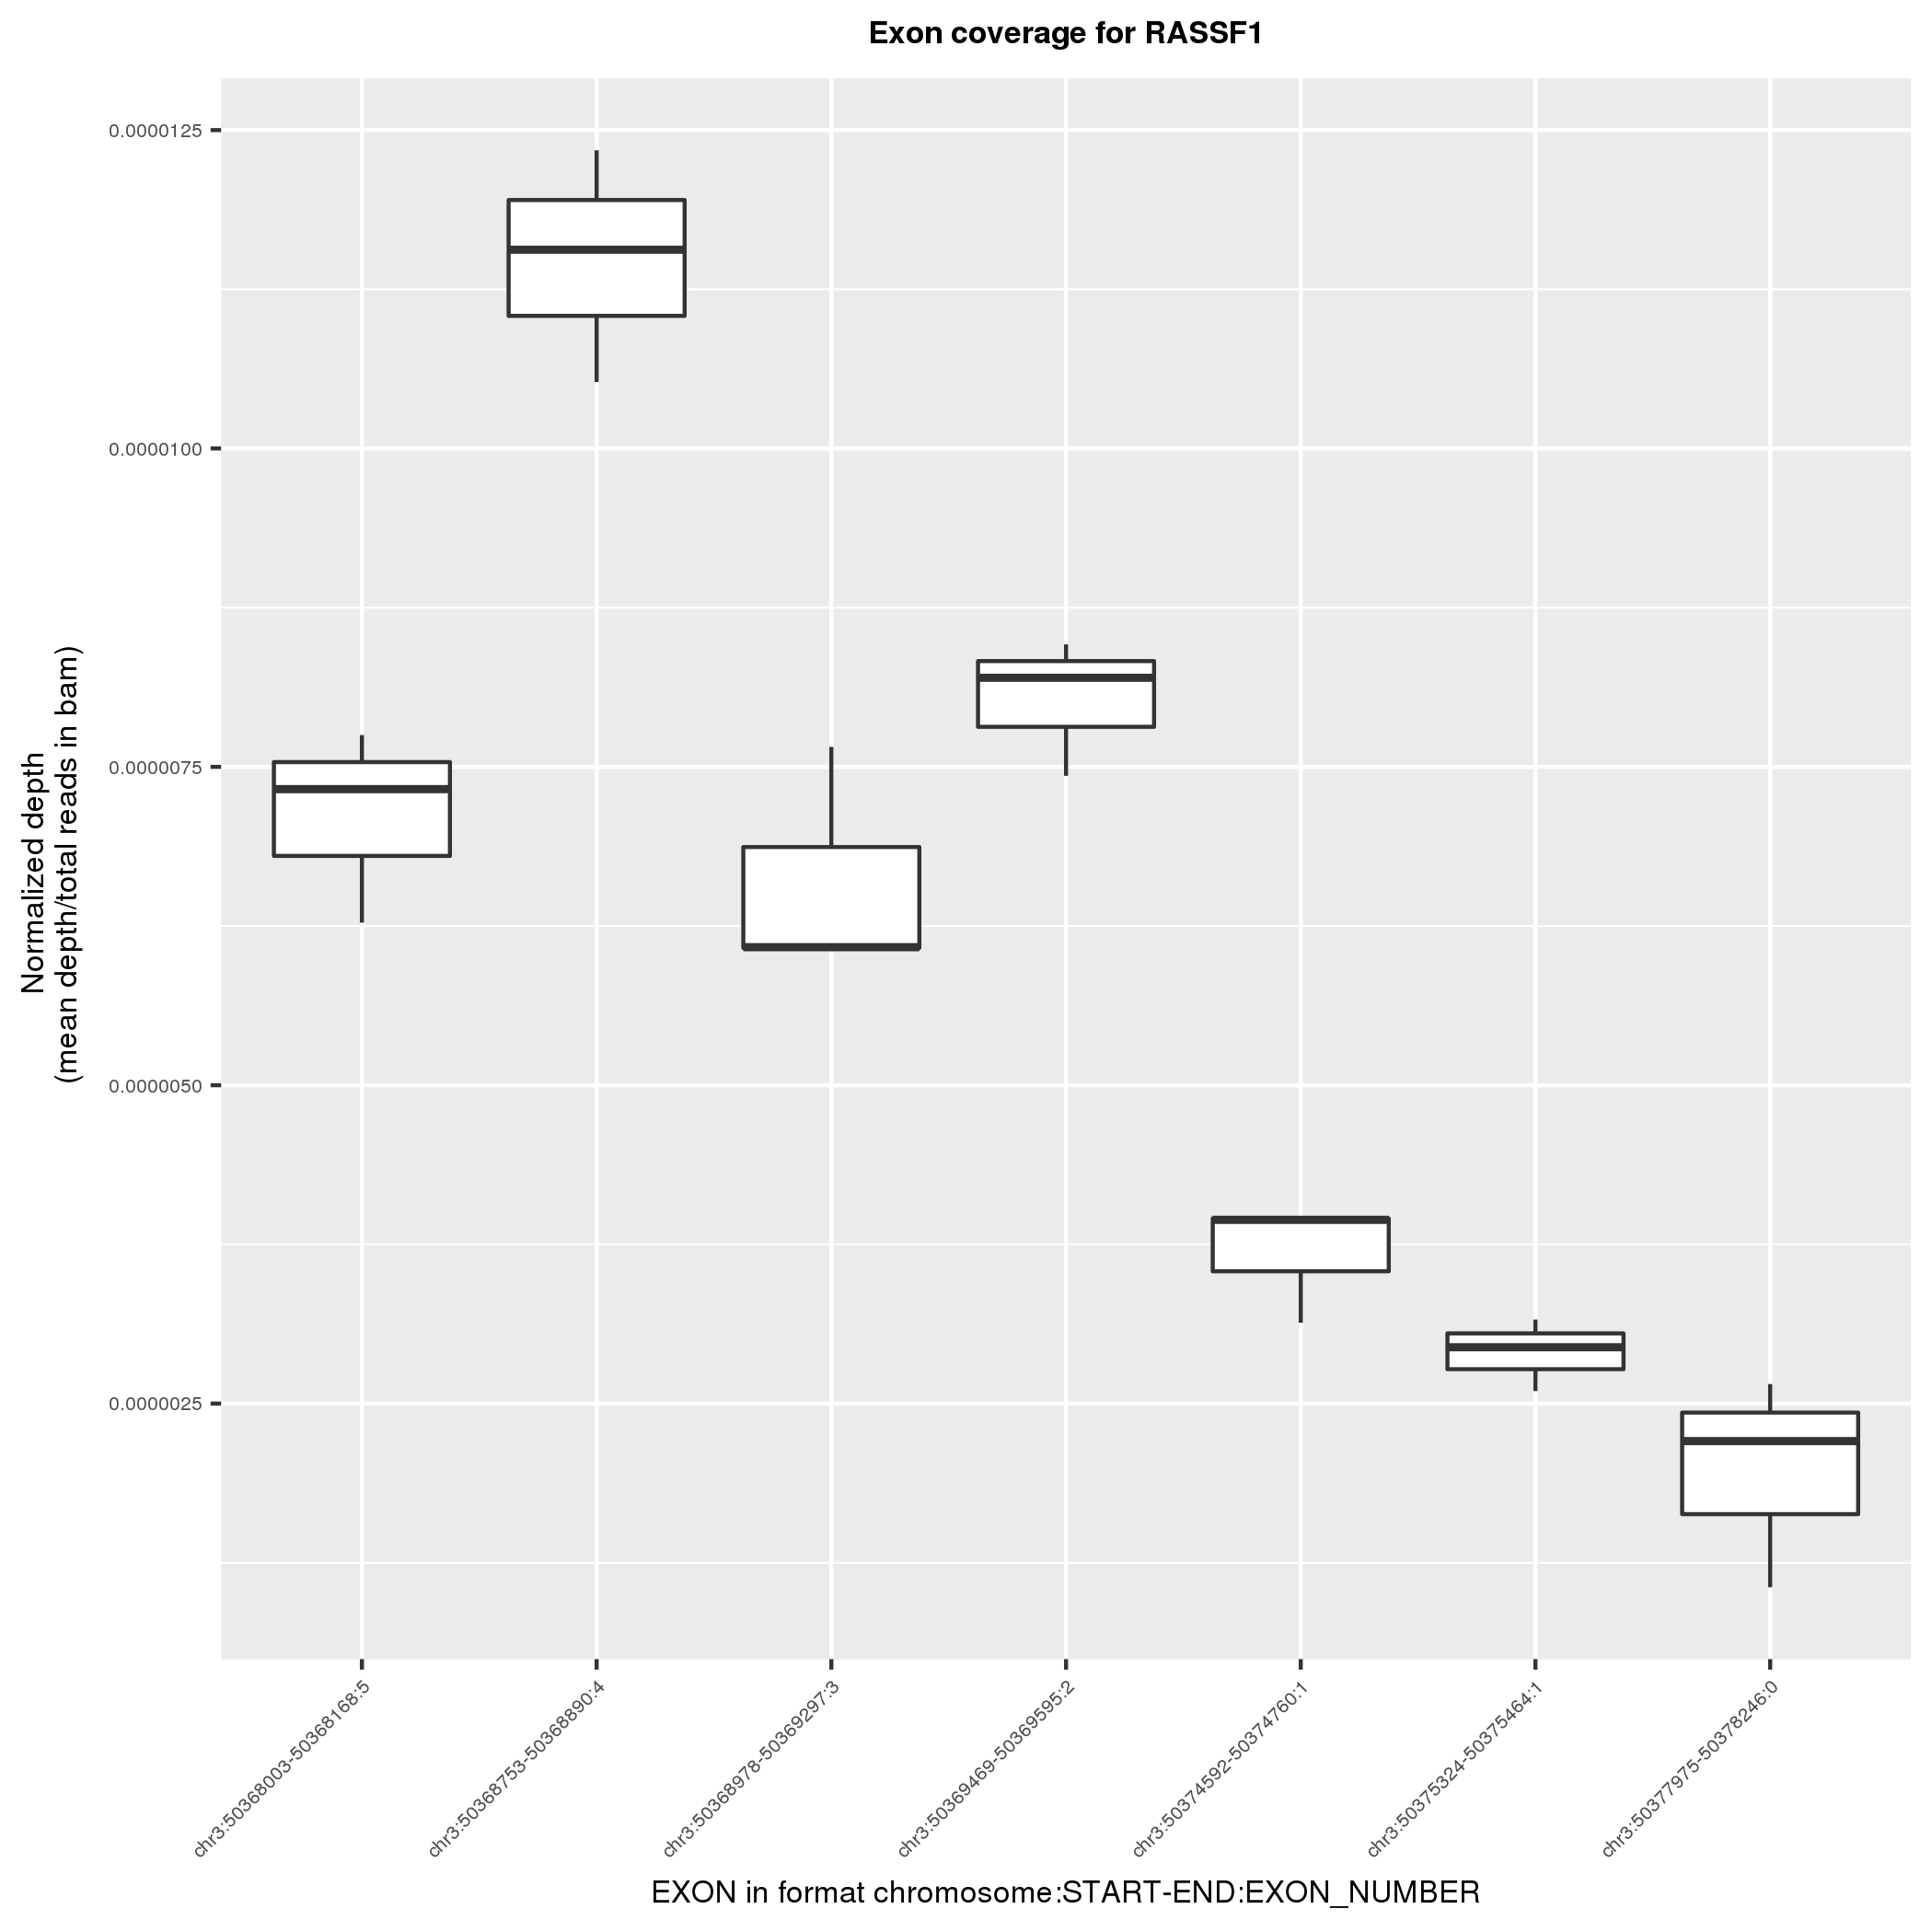 Exon coverage for RASSF1
Normalized depth
(mean depth/total reads in bam)
0.0000125
0.0000100
0.0000075
0.0000050
0.0000025
chr3:50368003-50368168:5
chr3:50368753-50368890:4
chr3:50368978-50369297:3
chr3:50369469-50369595:2
chr3:50374592-50374760:1
chr3:50375324-50375464:1
chr3:50377975-50378246:0
EXON in format chromosome:START-END:EXON_NUMBER